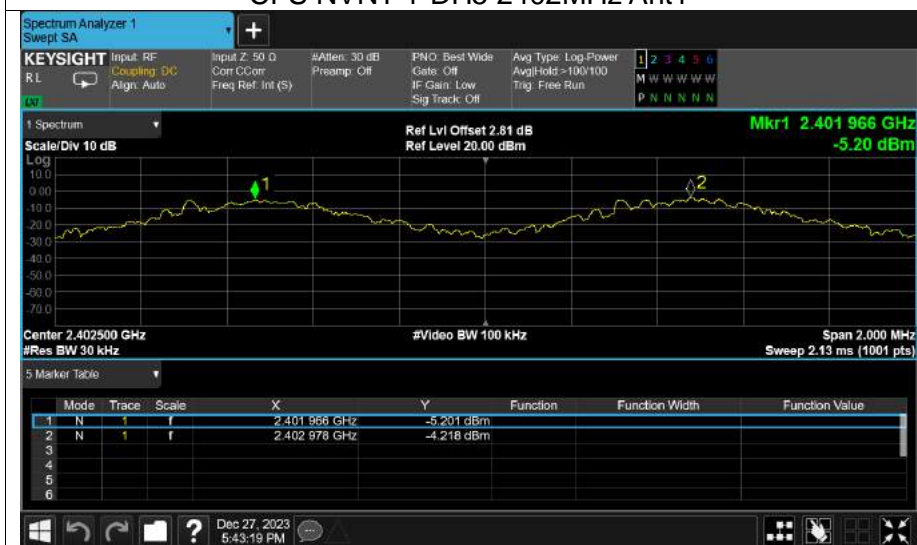 Spectrum Analyzer 1
Swept SA
+
KEYSIGHT Input: RF Input Z: 50 Ω #Atten: 30 dB PNO: Best Wide Avg Type: Log-Power 1 2 3 4 5 6
RL Coupling: DC Corr CCorr Preamp: Off Gate: Off Avg|Hold:>100/100 M W W W W W
Align: Auto Freq Ref: Int (S) IF Gain: Low Trig: Free Run
Sig Track: Off P N N N N N
1 Spectrum
Ref Lvl Offset 2.81 dB Mkr1 2.401 966 GHz
Scale/Div 10 dB Ref Level 20.00 dBm -5.20 dBm
Log
10.0
0.00
-10.0
-20.0
-30.0
-40.0
-50.0
-60.0
-70.0
1
2
Center 2.402500 GHz #Video BW 100 kHz Span 2.000 MHz
#Res BW 30 kHz Sweep 2.13 ms (1001 pts)
5 Marker Table
Mode Trace Scale X Y Function Function Width Function Value
1 N 1 f 2.401 966 GHz -5.201 dBm
2 N 1 f 2.402 978 GHz -4.218 dBm
3
4
5
6
? Dec 27, 2023
5:43:19 PM